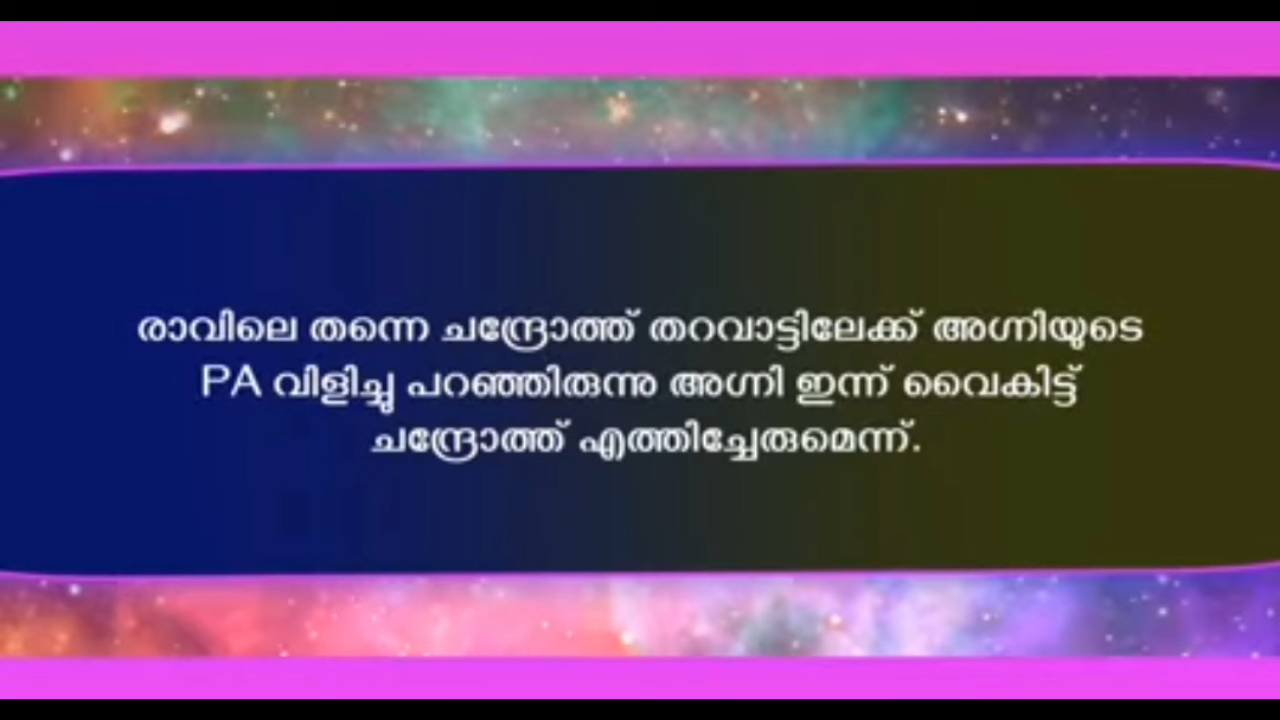 രാവിലെ തന്നെ ചന്ദ്രോത്ത് തറവാട്ടിലേക്ക് അഗ്നിയുടെ
PA വിളിച്ചു പറഞ്ഞിരുന്നു അഗ്നി ഇന്ന് വൈകിട്ട്
ചന്ദ്രോത്ത് എത്തിച്ചേരുമെന്ന്.